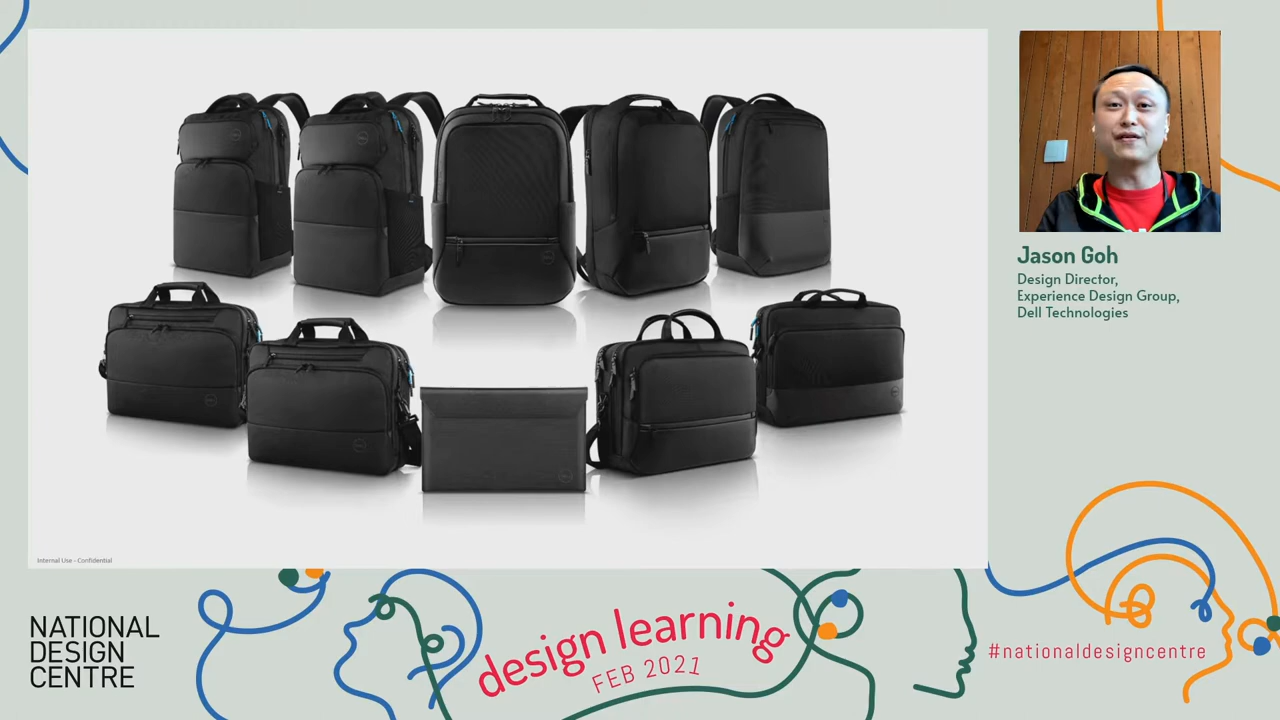 Jason Goh
Design Director,
Experience Design Group,
Dell Technologies
Internal Use - Confidential
NATIONAL
DESIGN
CENTRE
design learning
FEB 2021
#nationaldesigncentre